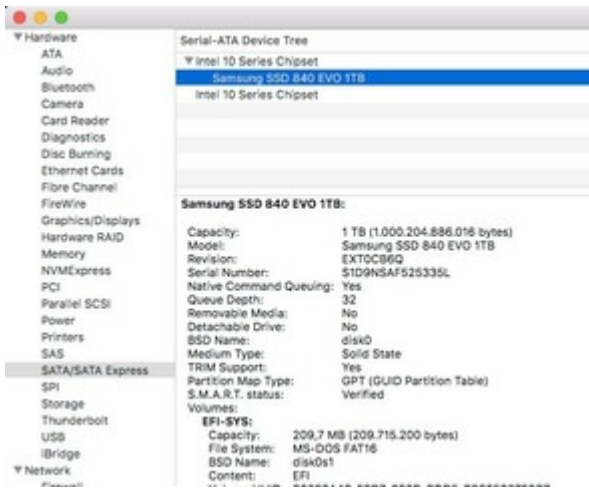 Hardware
ATA
Audio
Bluetooth
Camera
Card Reader
Diagnostics
Disc Burning
Ethernet Cards
Fibre Channel
FireWire
Graphics/Displays
Hardware RAID
Memory
NVMExpress
PCI
Parallel SCSI
Power
Printers
SAS
SATA/SATA Express
SPI
Storage
Thunderbolt
USB
iBridge
Network
Firewall
Serial-ATA Device Tree
Intel 10 Series Chipset
Samsung SSD 840 EVO 1TB
Intel 10 Series Chipset
Samsung SSD 840 EVO 1TB:
Capacity: 1 TB (1.000.204.886.016 bytes)
Model: Samsung SSD 840 EVO 1TB
Revision: EXT0CB6Q
Serial Number: S1D9NSAF525335L
Native Command Queuing: Yes
Queue Depth: 32
Removable Media: No
Detachable Drive: No
BSD Name: disk0
Medium Type: Solid State
TRIM Support: Yes
Partition Map Type: GPT (GUID Partition Table)
S.M.A.R.T. status: Verified
Volumes:
EFI-SYS:
Capacity: 209,7 MB (209.715.200 bytes)
File System: MS-DOS FAT16
BSD Name: disk0s1
Content: EFI